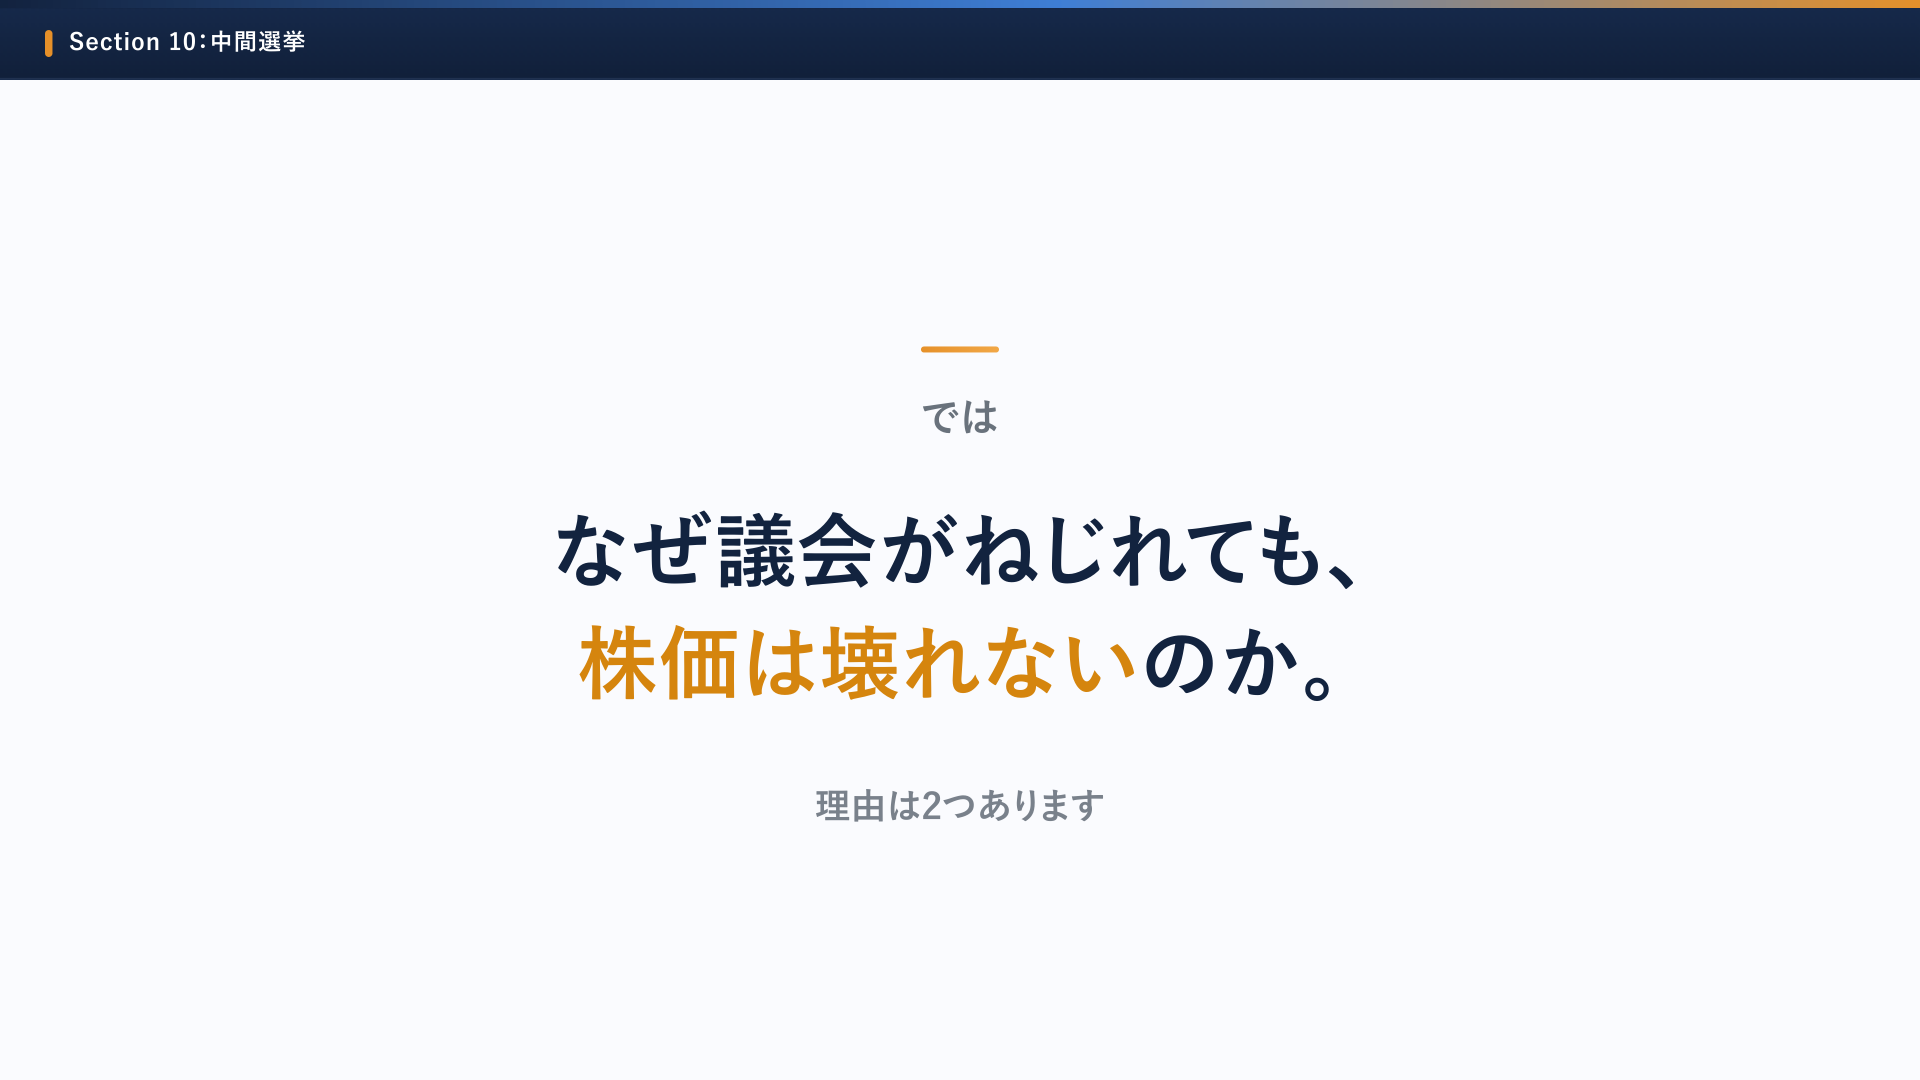 Section 10：中間選挙
では
なぜ議会がねじれても、
株価は壊れないのか。
理由は2つあります